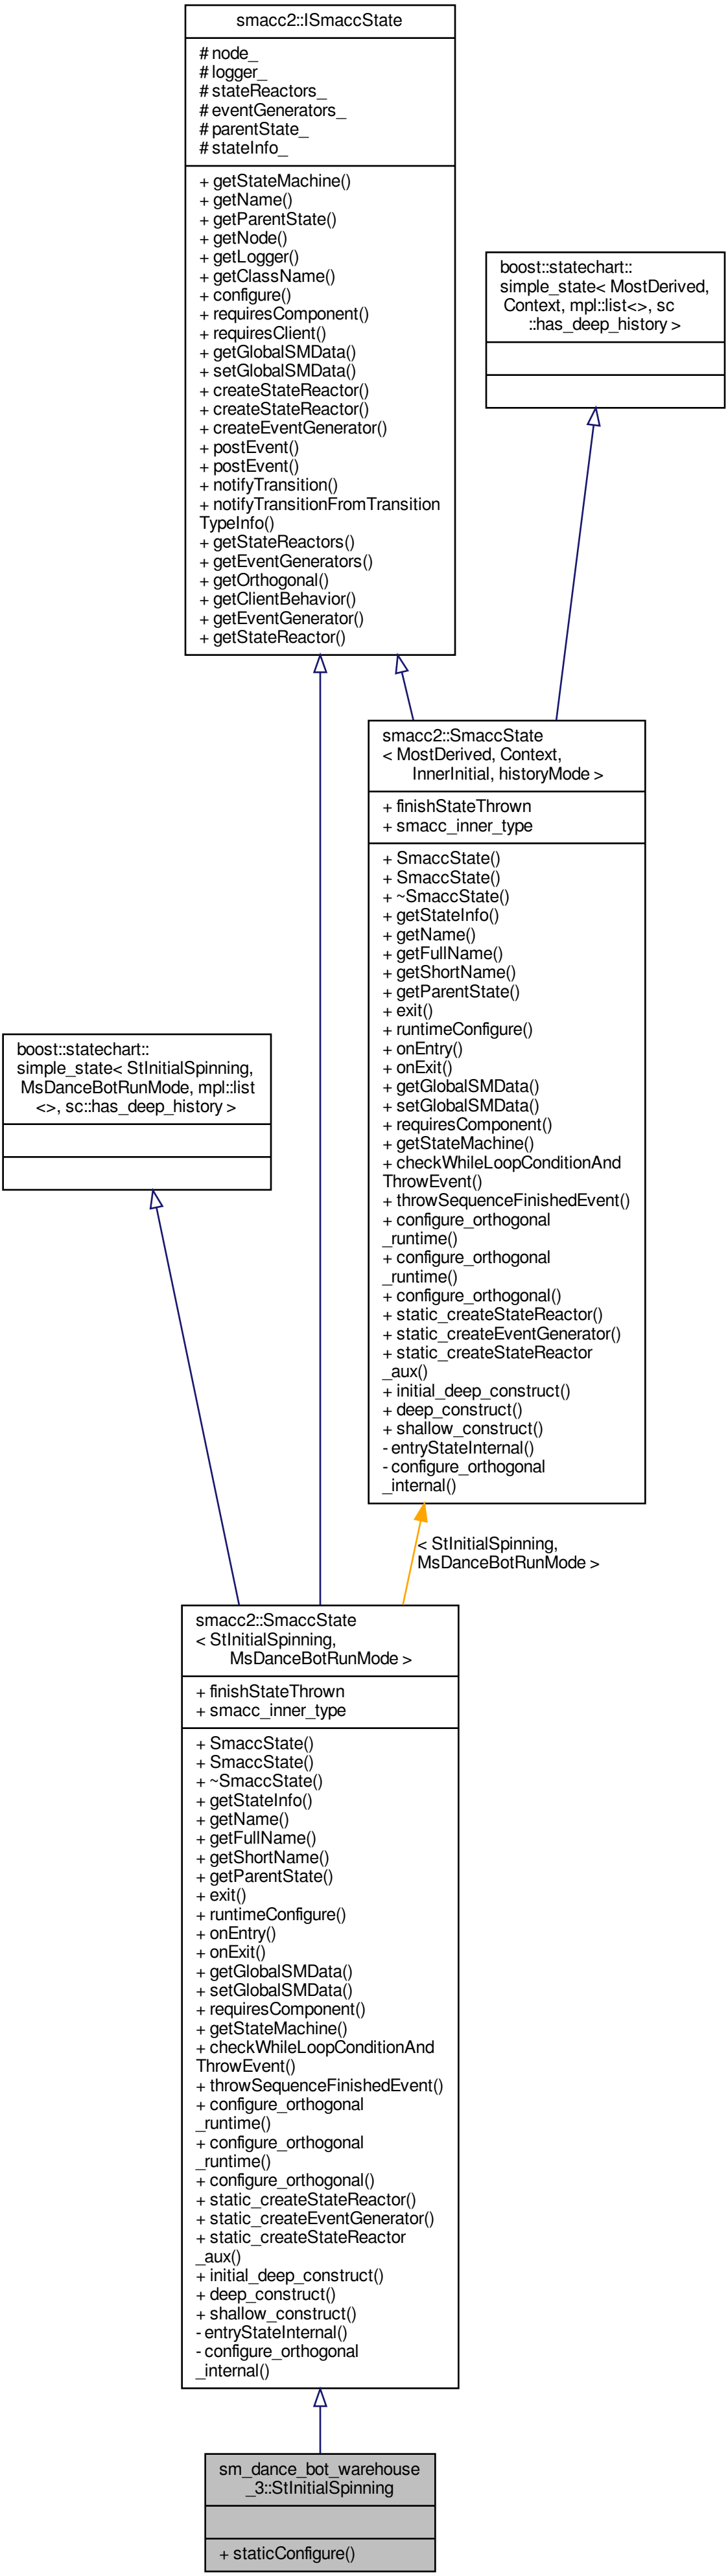 smacc2::ISmaccState
# node_
# logger_
# stateReactors_
# eventGenerators_
# parentState_
# stateInfo_
+ getStateMachine()
+ getName()
+ getParentState()
+ getNode()
+ getLogger()
+ getClassName()
+ configure()
+ requiresComponent()
+ requiresClient()
+ getGlobalSMData()
+ setGlobalSMData()
+ createStateReactor()
+ createStateReactor()
+ createEventGenerator()
+ postEvent()
+ postEvent()
+ notifyTransition()
+ notifyTransitionFromTransition
TypeInfo()
+ getStateReactors()
+ getEventGenerators()
+ getOrthogonal()
+ getClientBehavior()
+ getEventGenerator()
+ getStateReactor()
boost::statechart::
simple_state< MostDerived,
Context, mpl::list<>, sc
::has_deep_history >
smacc2::SmaccState
< MostDerived, Context,
InnerInitial, historyMode >
+ finishStateThrown
+ smacc_inner_type
+ SmaccState()
+ SmaccState()
+ ~SmaccState()
+ getStateInfo()
+ getName()
+ getFullName()
+ getShortName()
+ getParentState()
+ exit()
+ runtimeConfigure()
+ onEntry()
+ onExit()
+ getGlobalSMData()
+ setGlobalSMData()
+ requiresComponent()
+ getStateMachine()
+ checkWhileLoopConditionAnd
ThrowEvent()
+ throwSequenceFinishedEvent()
+ configure_orthogonal
_runtime()
+ configure_orthogonal
_runtime()
+ configure_orthogonal()
+ static_createStateReactor()
+ static_createEventGenerator()
+ static_createStateReactor
_aux()
+ initial_deep_construct()
+ deep_construct()
+ shallow_construct()
- entryStateInternal()
- configure_orthogonal
_internal()
boost::statechart::
simple_state< StInitialSpinning,
MsDanceBotRunMode, mpl::list
<>, sc::has_deep_history >
< StInitialSpinning,
MsDanceBotRunMode >
smacc2::SmaccState
< StInitialSpinning,
MsDanceBotRunMode >
+ finishStateThrown
+ smacc_inner_type
+ SmaccState()
+ SmaccState()
+ ~SmaccState()
+ getStateInfo()
+ getName()
+ getFullName()
+ getShortName()
+ getParentState()
+ exit()
+ runtimeConfigure()
+ onEntry()
+ onExit()
+ getGlobalSMData()
+ setGlobalSMData()
+ requiresComponent()
+ getStateMachine()
+ checkWhileLoopConditionAnd
ThrowEvent()
+ throwSequenceFinishedEvent()
+ configure_orthogonal
_runtime()
+ configure_orthogonal
_runtime()
+ configure_orthogonal()
+ static_createStateReactor()
+ static_createEventGenerator()
+ static_createStateReactor
_aux()
+ initial_deep_construct()
+ deep_construct()
+ shallow_construct()
- entryStateInternal()
- configure_orthogonal
_internal()
sm_dance_bot_warehouse
_3::StInitialSpinning
+ staticConfigure()